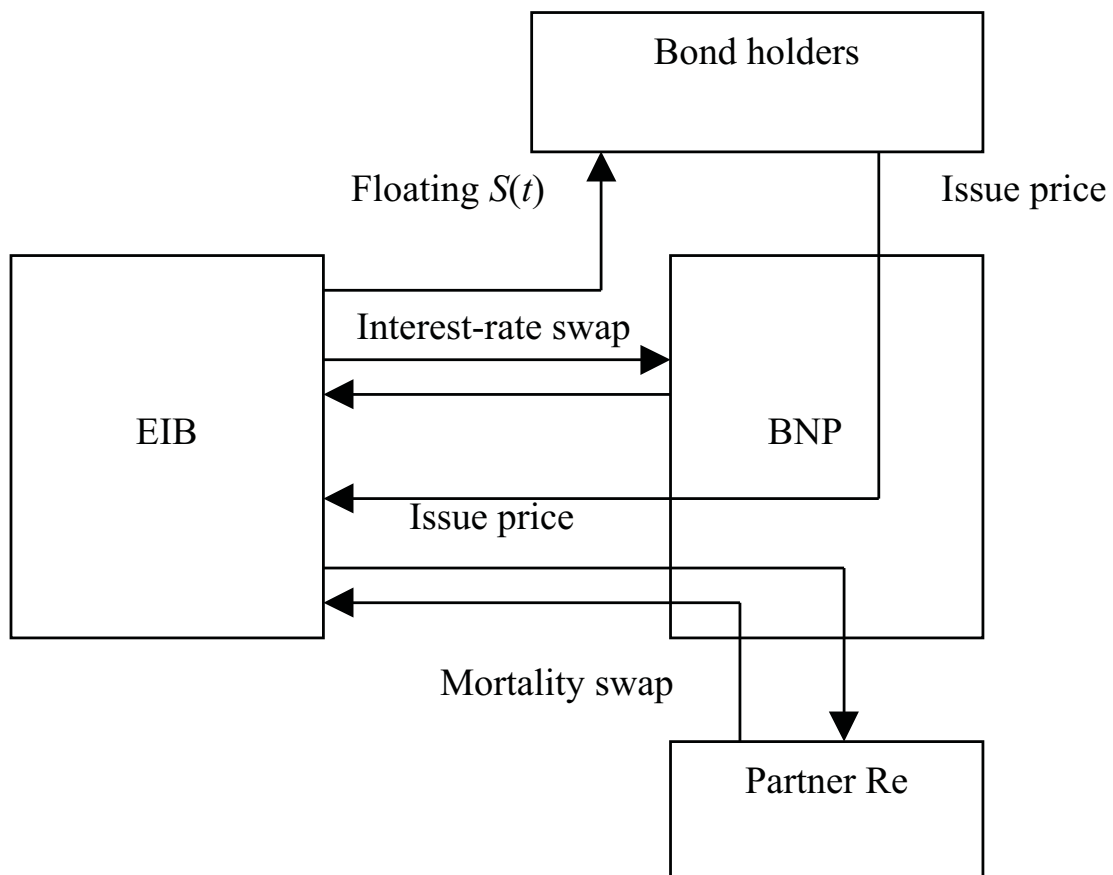 Bond holders
Floating S(t)
Issue price
Interest-rate swap
EIB
BNP
Issue price
Mortality swap
Partner Re